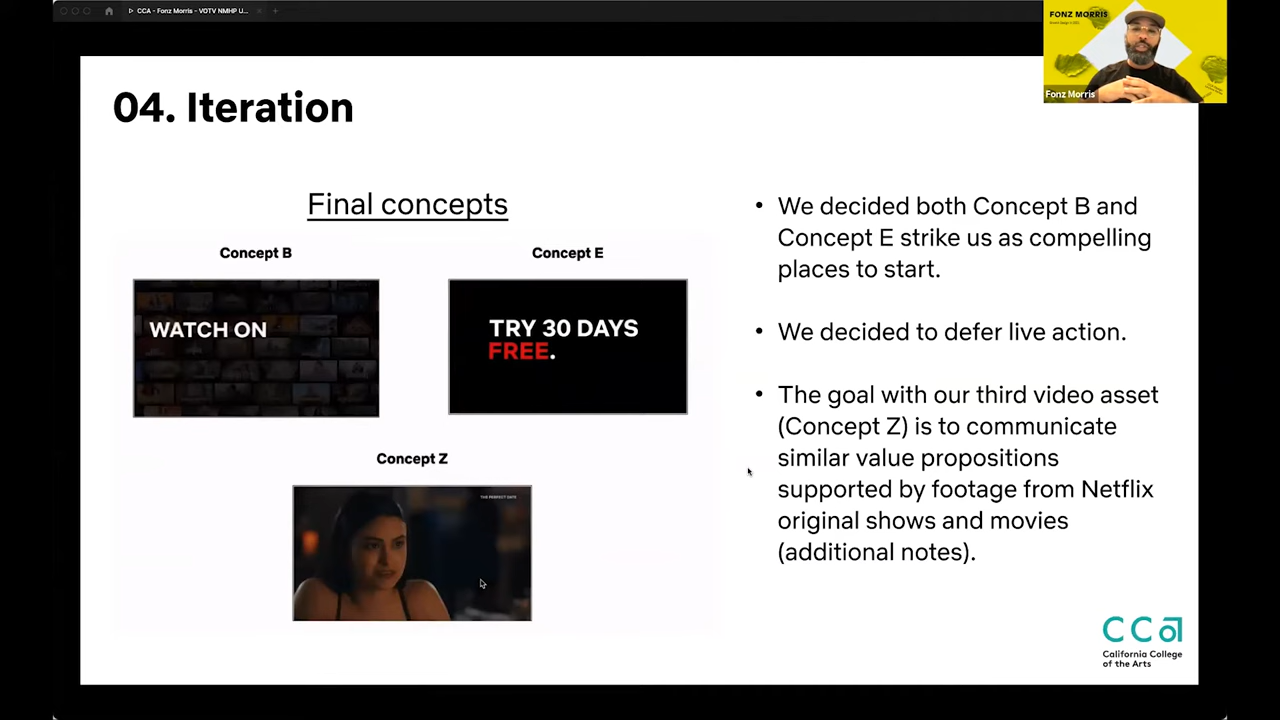 CCA - Fonz Morris - VOTV NMHP U...
FONZ MORRIS
Fonz Morris
04. Iteration
Final concepts
Concept B
Concept E
WATCH ON
TRY 30 DAYS
FREE.
Concept Z
THE PERFECT DATE
• We decided both Concept B and
Concept E strike us as compelling
places to start.
• We decided to defer live action.
• The goal with our third video asset
(Concept Z) is to communicate
similar value propositions
supported by footage from Netflix
original shows and movies
(additional notes).
CCa
California College
of the Arts